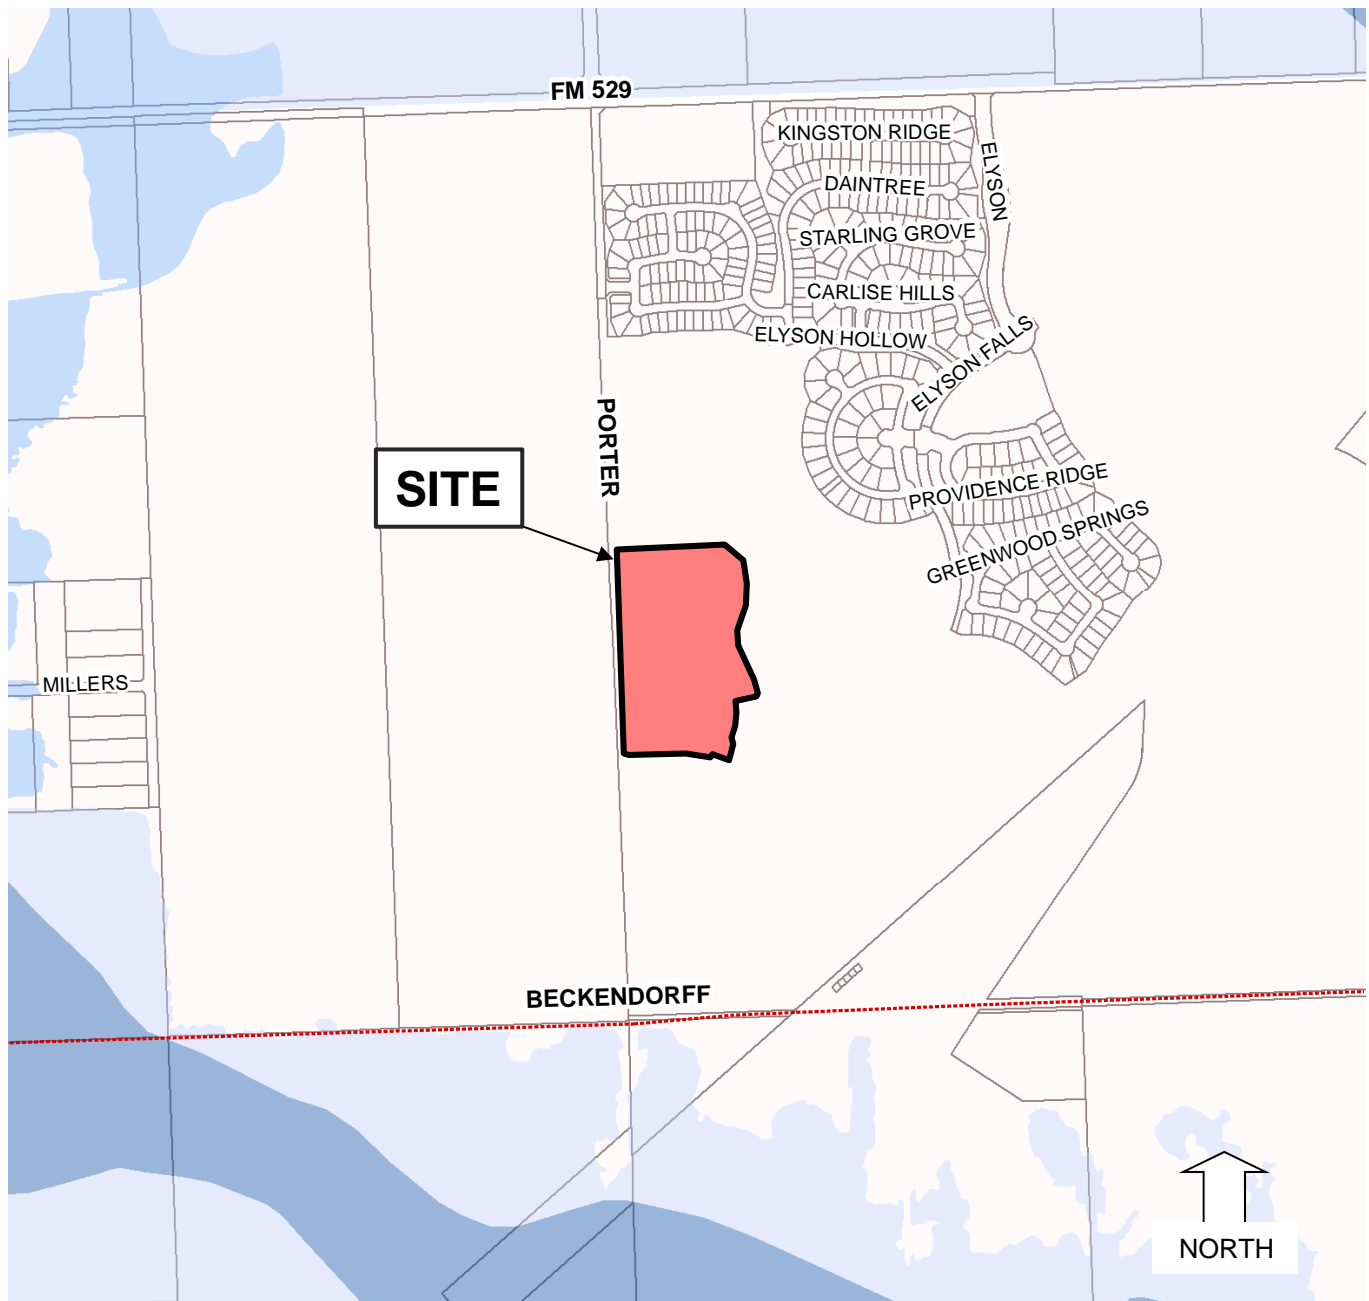 FM 529
KINGSTON RIDGE
DAINTREE
ELYSON
STARLING GROVE
CARLISE HILLS
ELYSON HOLLOW
ELYSON FALLS
PORTER
SITE
PROVIDENCE RIDGE
GREENWOOD SPRINGS
MILLERS
BECKENDORFF
NORTH